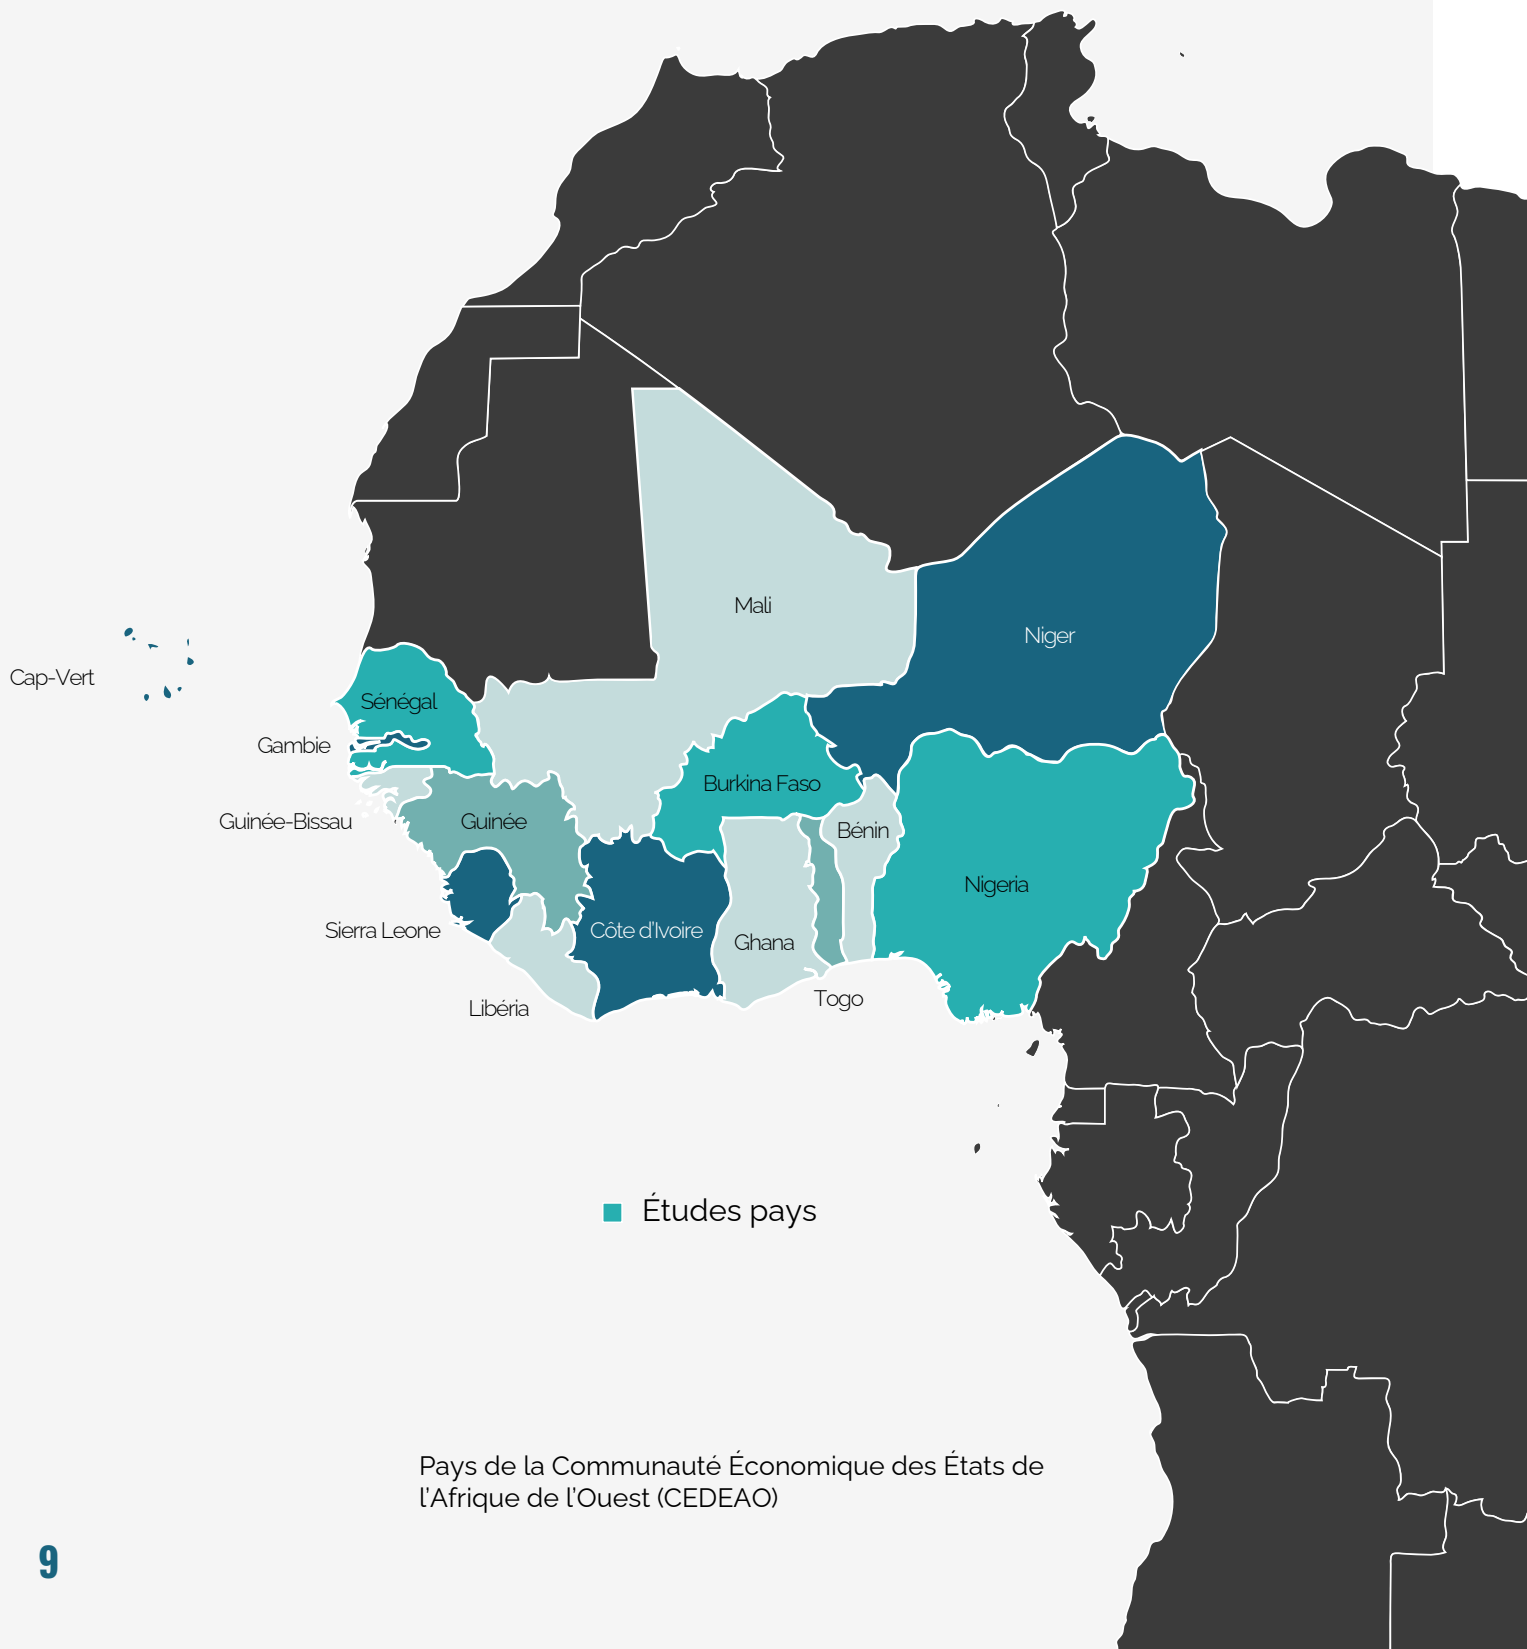 Mali
Niger
Cap-Vert
Sénégal
Gambie
Burkina Faso
Guinée-Bissau
Guinée
Bénin
Nigeria
Sierra Leone
Côte d'Ivoire
Ghana
Libéria
Togo
Études pays
Pays de la Communauté Économique des États de
l'Afrique de l'Ouest (CEDEAO)
9